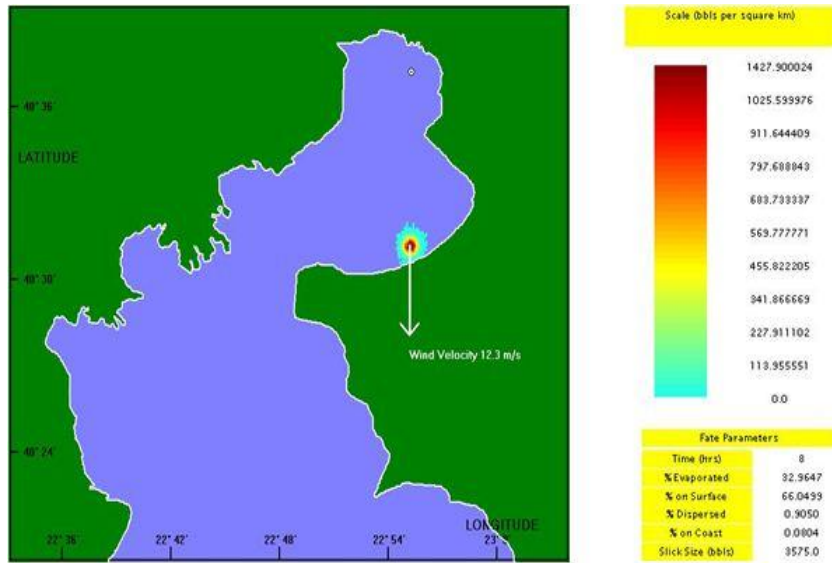 Scale (bbls per square km)
1427.900024
1025.599976
911.644409
797.688843
683.733337
569.777771
455.822205
341.866669
227.911102
113.955551
0.0
40° 36'
LATITUDE
40° 30'
Wind Velocity 12.3 m/s
40° 24'
LONGITUDE
22° 36' 22° 42' 22° 48' 22° 54' 23° 0'
Fate Parameters
Time (hrs) 8
% Evaporated 32.9647
% on Surface 66.0499
% Dispersed 0.9050
% on Coast 0.0804
Slick Size (bbls) 3575.0